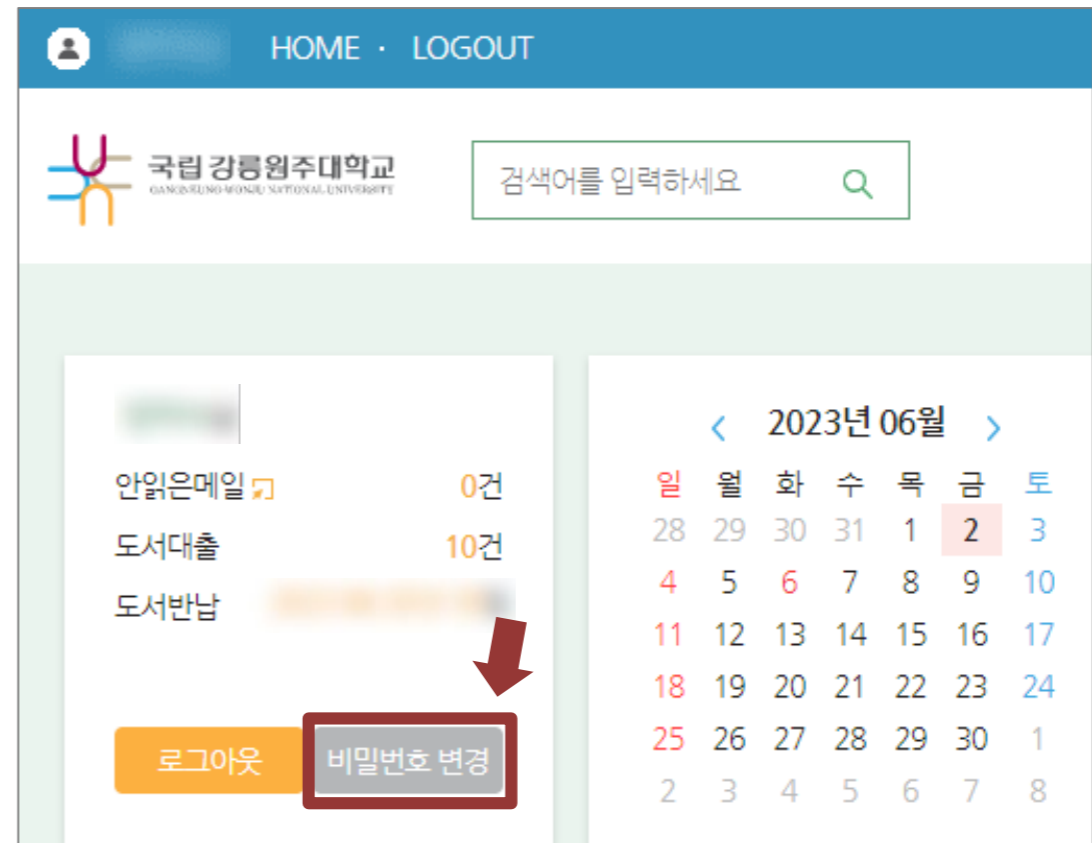 HOME · LOGOUT
국립 강릉원주대학교
GANGNEUNG-WONJU NATIONAL UNIVERSITY
검색어를 입력하세요
안읽은메일 0건
도서대출 10건
도서반납
로그아웃 비밀번호 변경
2023년 06월
일 월 화 수 목 금 토
28 29 30 31 1 2 3
4 5 6 7 8 9 10
11 12 13 14 15 16 17
18 19 20 21 22 23 24
25 26 27 28 29 30 1
2 3 4 5 6 7 8